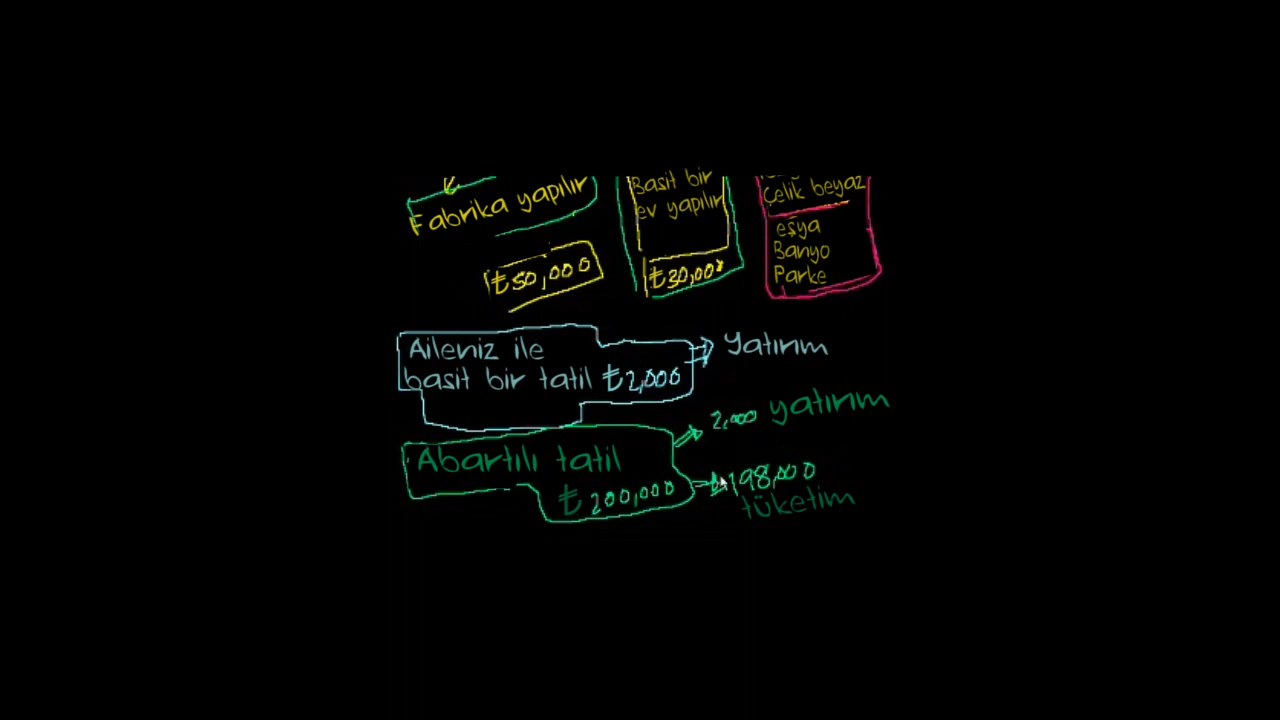 Fabrika yapılır
₺50,000
Basit bir
ev yapılır
₺30,000
Çelik beyaz
eşya
Banyo
Parke
Aileniz ile
basit bir tatil ₺2,000
Yatırım
Abartılı tatil
₺ 200,000
2,000 yatırım
₺198,000
tüketim